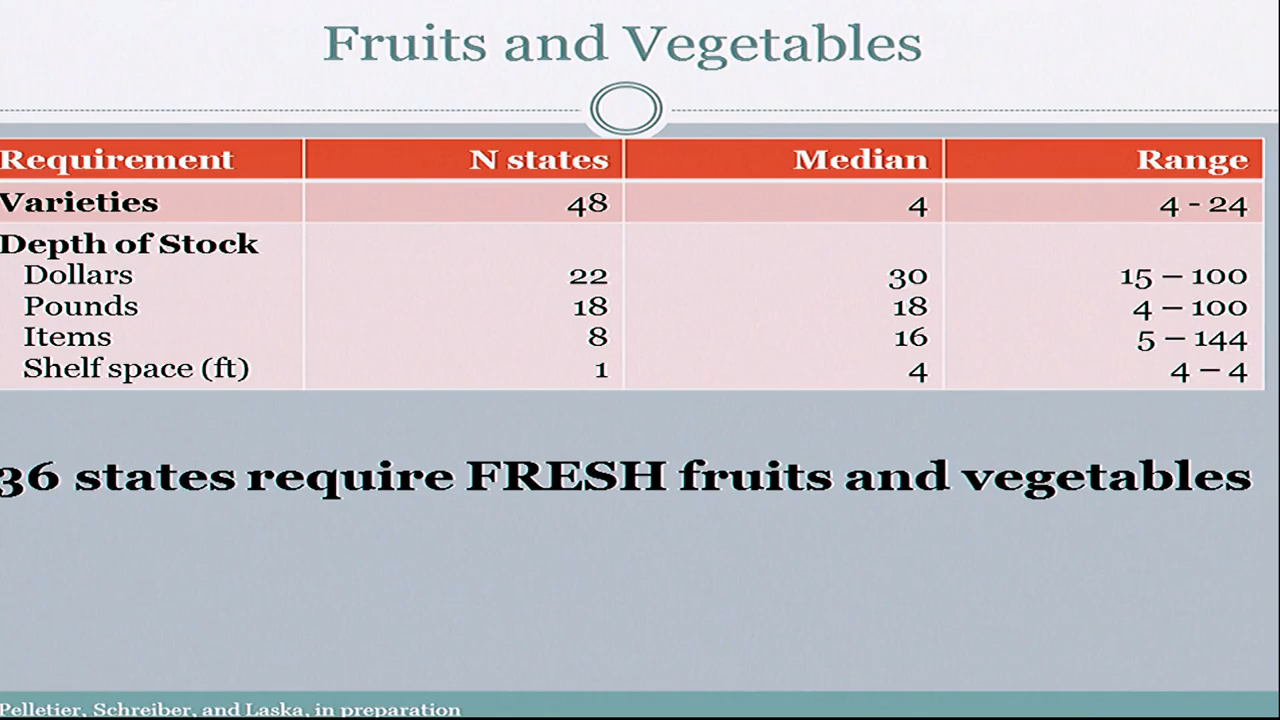 Fruits and Vegetables
Requirement N states Median Range
Varieties 48 4 4 - 24
Depth of Stock
Dollars 22 30 15 – 100
Pounds 18 18 4 – 100
Items 8 16 5 – 144
Shelf space (ft) 1 4 4 – 4
36 states require FRESH fruits and vegetables
Pelletier, Schreiber, and Laska, in preparation